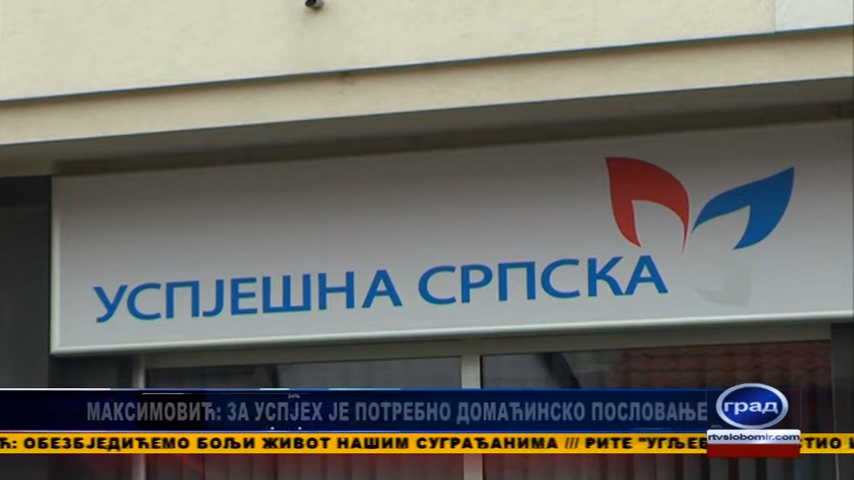 УСПЈЕШНА СРПСКА
МАКСИМОВИЋ: ЗА УСПЈЕХ ЈЕ ПОТРЕБНО ДОМАЋИНСКО ПОСЛОВАЊЕ
град
rtvslobomir.com
Ћ: ОБЕЗБЈЕДИЋЕМО БОЉИ ЖИВОТ НАШИМ СУГРАЂАНИМА /// РИТЕ "УГЉЕВ